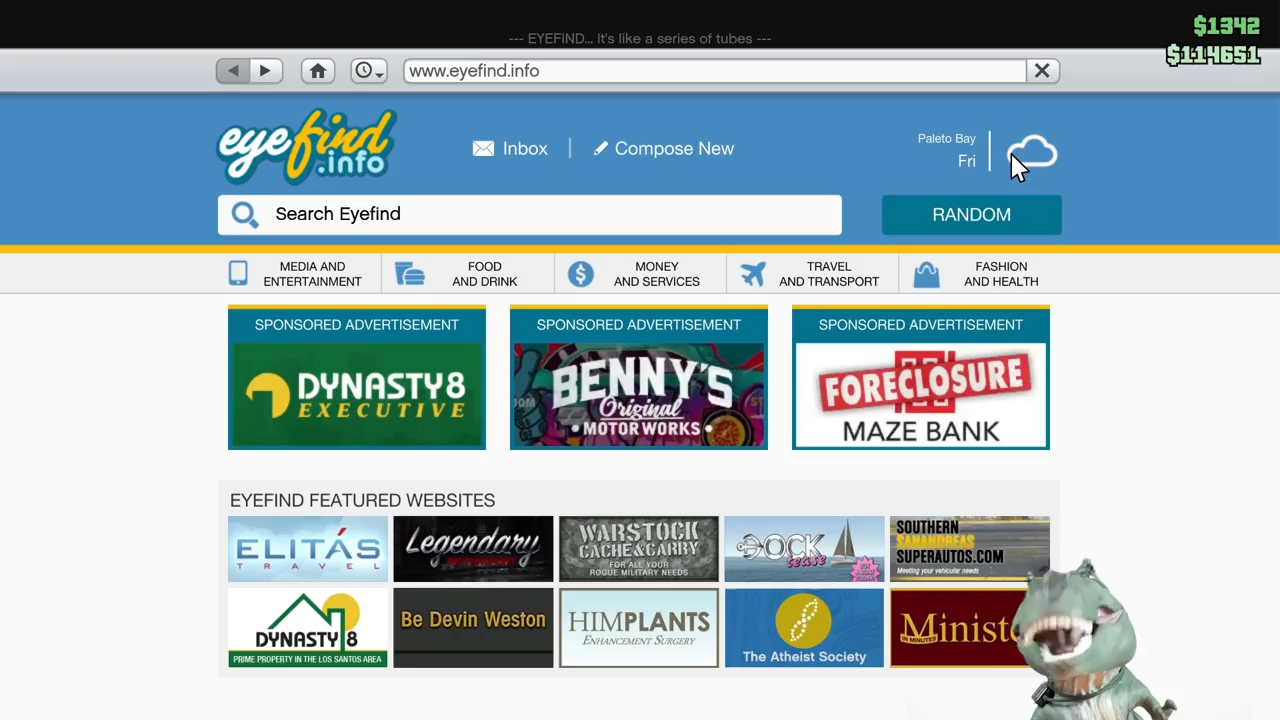 $1342
--- EYEFIND... It's like a series of tubes ---
$114651
www.eyefind.info
eyefind
.info
Inbox
Compose New
Paleto Bay
Fri
Search Eyefind
RANDOM
MEDIA AND
ENTERTAINMENT
FOOD
AND DRINK
MONEY
AND SERVICES
TRAVEL
AND TRANSPORT
FASHION
AND HEALTH
SPONSORED ADVERTISEMENT
SPONSORED ADVERTISEMENT
SPONSORED ADVERTISEMENT
DYNASTY8
EXECUTIVE
BENNY'S
Original
MOTORWORKS
FORECLOSURE
MAZE BANK
EYEFIND FEATURED WEBSITES
ELITÁS
TRAVEL
Legendary
WARSTOCK
CACHE&CARRY
FOR ALL YOUR
ROGUE MILITARY NEEDS
DOCK
tease
SOUTHERN
SANANDREAS
SUPERAUTOS.COM
Meeting your vehicular needs
DYNASTY 8
PRIME PROPERTY IN THE LOS SANTOS AREA
Be Devin Weston
HIMPLANTS
ENHANCEMENT SURGERY
The Atheist Society
Ministe
IN MINUTES